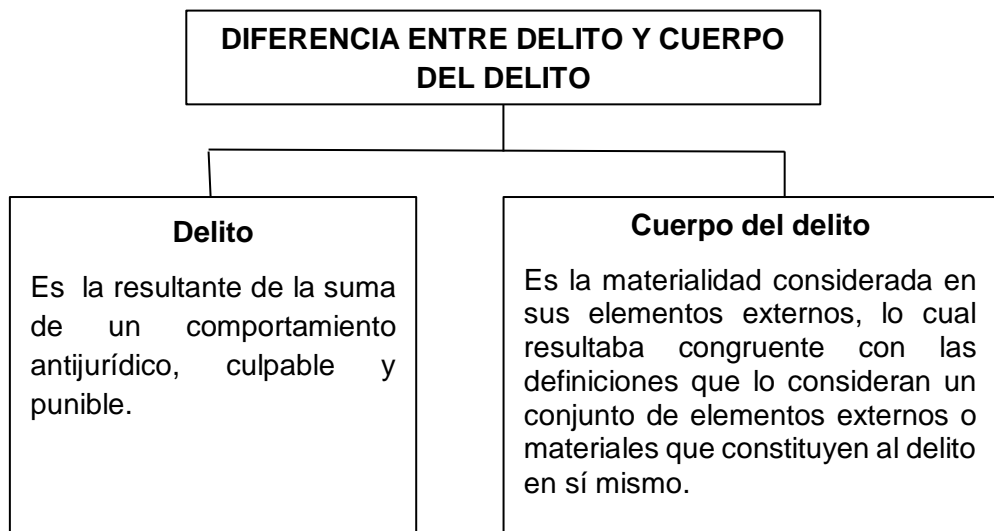 DIFERENCIA ENTRE DELITO Y CUERPO
DEL DELITO
Delito
Es la resultante de la suma
de un comportamiento
antijurídico, culpable y
punible.
Cuerpo del delito
Es la materialidad considerada en
sus elementos externos, lo cual
resultaba congruente con las
definiciones que lo consideran un
conjunto de elementos externos o
materiales que constituyen al delito
en sí mismo.